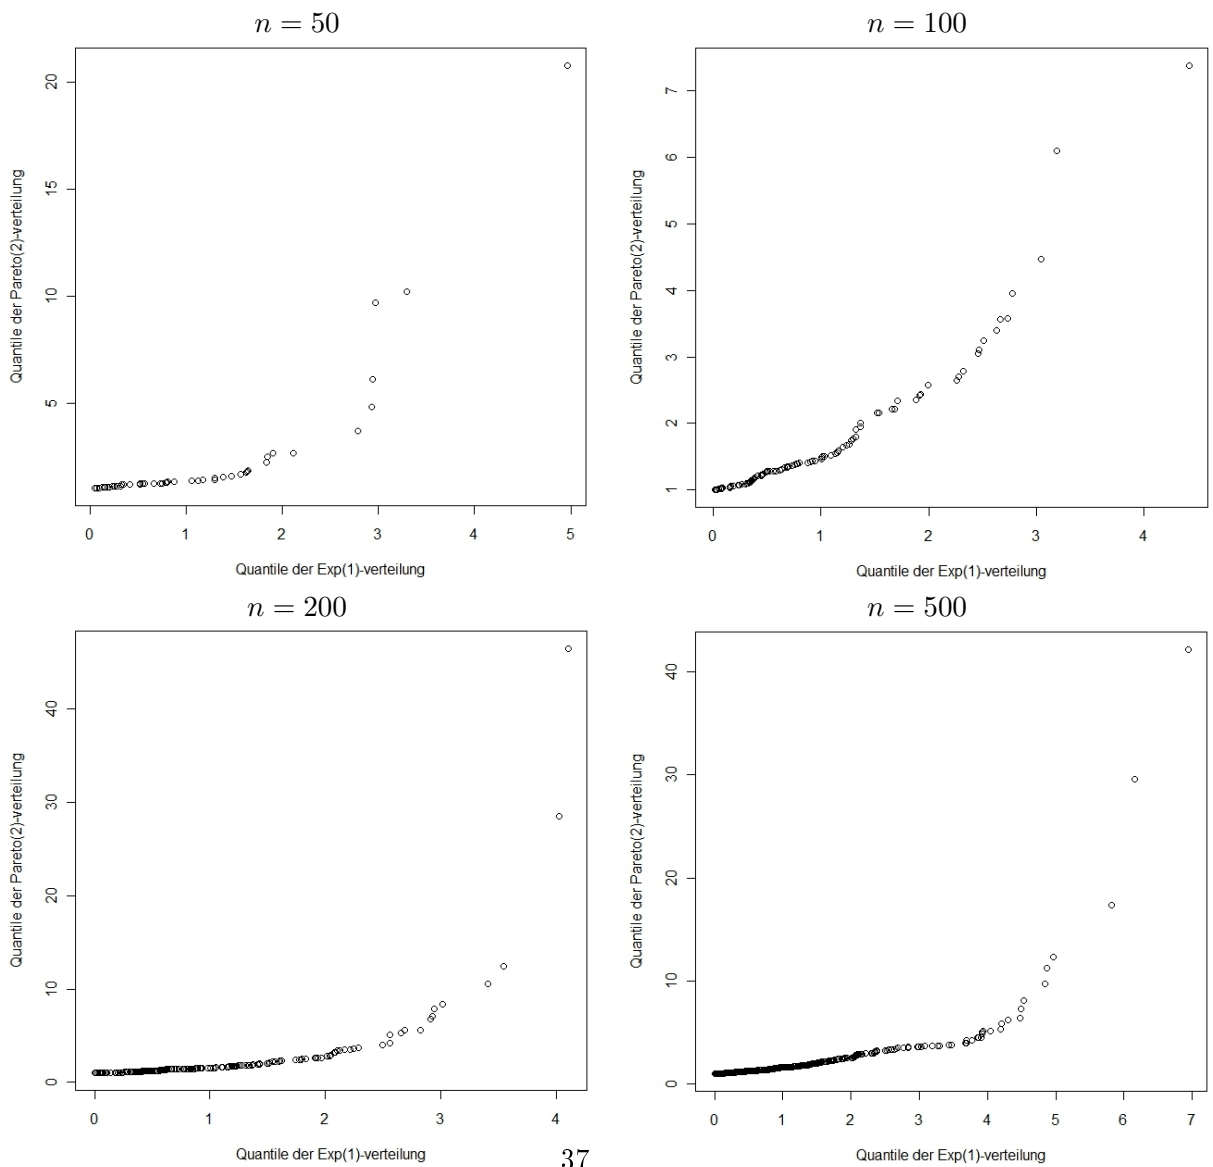 n = 50
20
15
10
5
Quantile der Pareto(2)-verteilung
0 1 2 3 4 5
Quantile der Exp(1)-verteilung
n = 100
7
6
5
4
3
2
1
Quantile der Pareto(2)-verteilung
0 1 2 3 4
Quantile der Exp(1)-verteilung
n = 200
40
30
20
10
0
Quantile der Pareto(2)-verteilung
0 1 2 3 4
Quantile der Exp(1)-verteilung
n = 500
40
30
20
10
0
Quantile der Pareto(2)-verteilung
0 1 2 3 4 5 6 7
Quantile der Exp(1)-verteilung
37